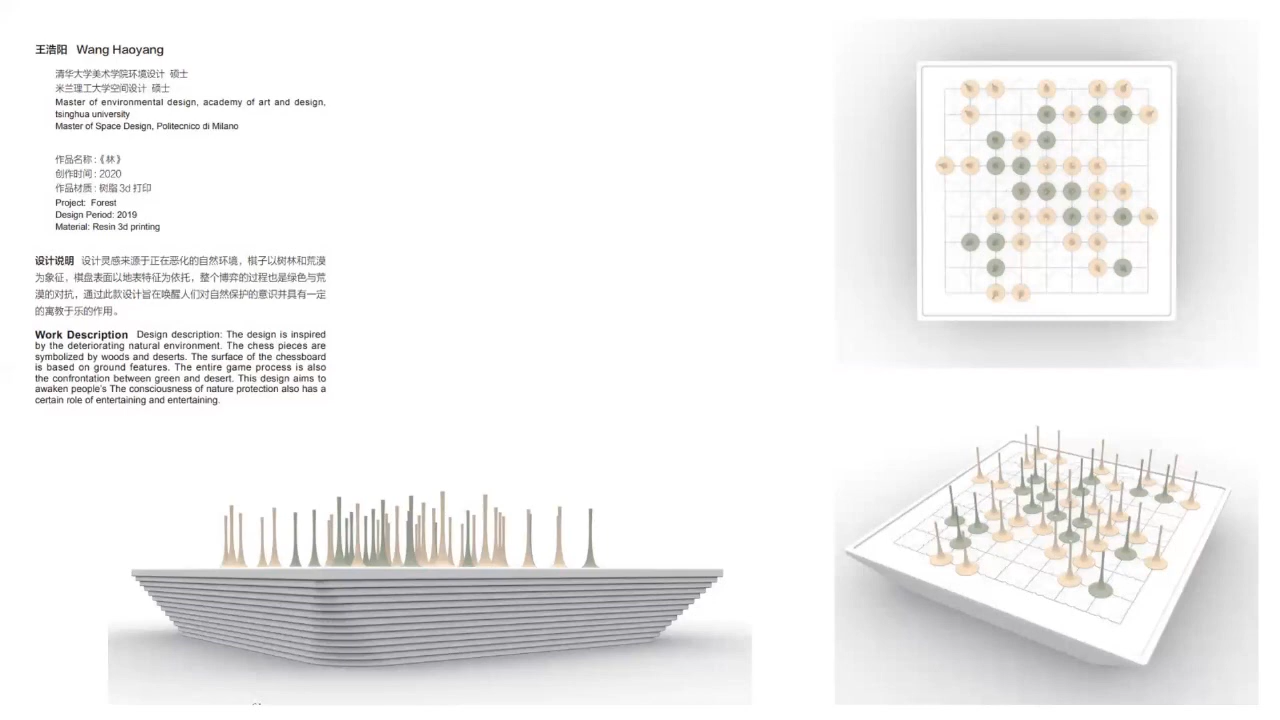 王浩阳 Wang Haoyang
清华大学美术学院环境设计 硕士
米兰理工大学空间设计 硕士
Master of environmental design, academy of art and design,
tsinghua university
Master of Space Design, Politecnico di Milano
作品名称:《林》
创作时间: 2020
作品材质: 树脂 3d 打印
Project: Forest
Design Period: 2019
Material: Resin 3d printing
设计说明 设计灵感来源于正在恶化的自然环境，棋子以树林和荒漠
为象征，棋盘表面以地表特征为依托，整个博弈的过程也是绿色与荒
漠的对抗，通过此款设计旨在唤醒人们对自然保护的意识并具有一定
的寓教于乐的作用。
Work Description Design description: The design is inspired
by the deteriorating natural environment. The chess pieces are
symbolized by woods and deserts. The surface of the chessboard
is based on ground features. The entire game process is also
the confrontation between green and desert. This design aims to
awaken people's The consciousness of nature protection also has a
certain role of entertaining and entertaining.